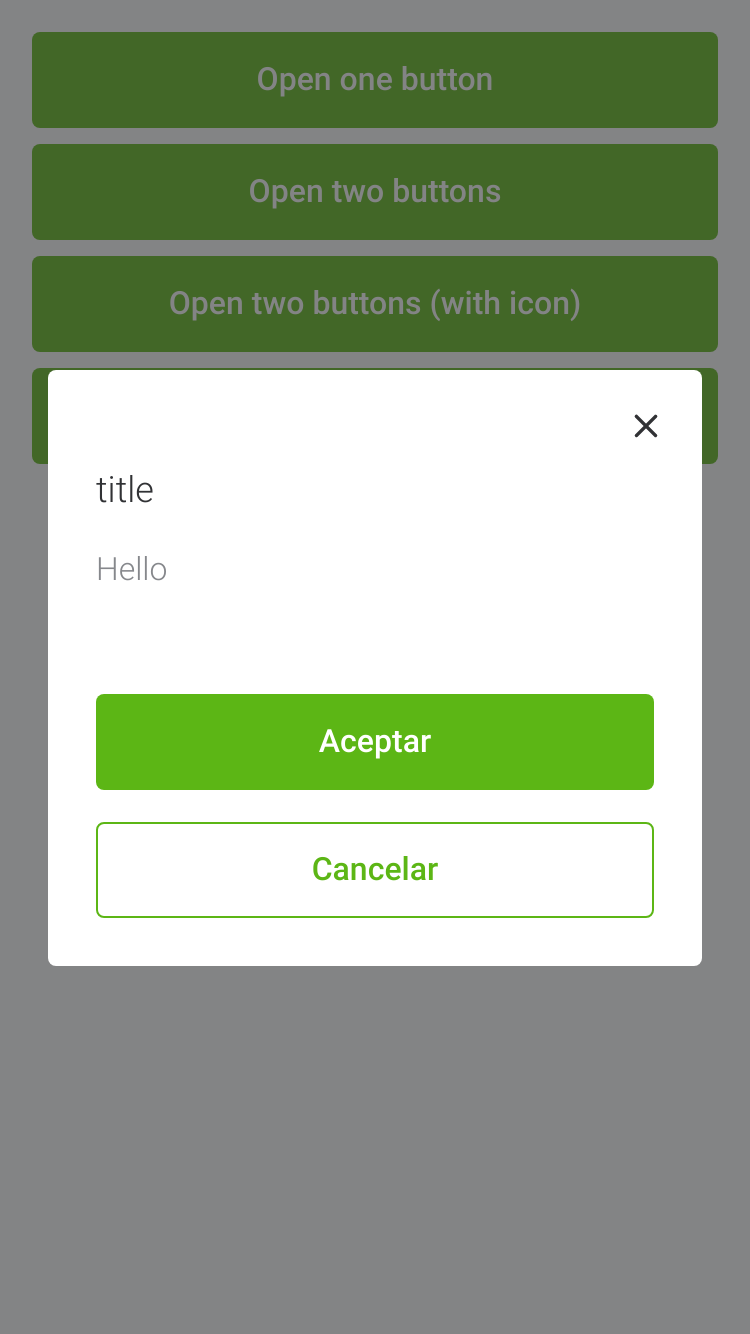 Open one button
Open two buttons
Open two buttons (with icon)
title
Hello
Aceptar
Cancelar